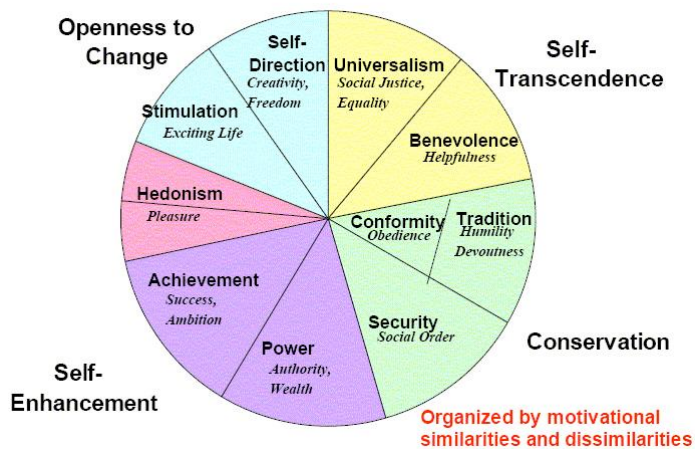 Openness to
Change
Self-
Direction
Creativity,
Freedom
Universalism
Social Justice,
Equality
Self-
Transcendence
Stimulation
Exciting Life
Benevolence
Helpfulness
Hedonism
Pleasure
Conformity
Obedience
Tradition
Humility
Devoutness
Achievement
Success,
Ambition
Security
Social Order
Power
Authority,
Wealth
Conservation
Self-
Enhancement
Organized by motivational
similarities and dissimilarities